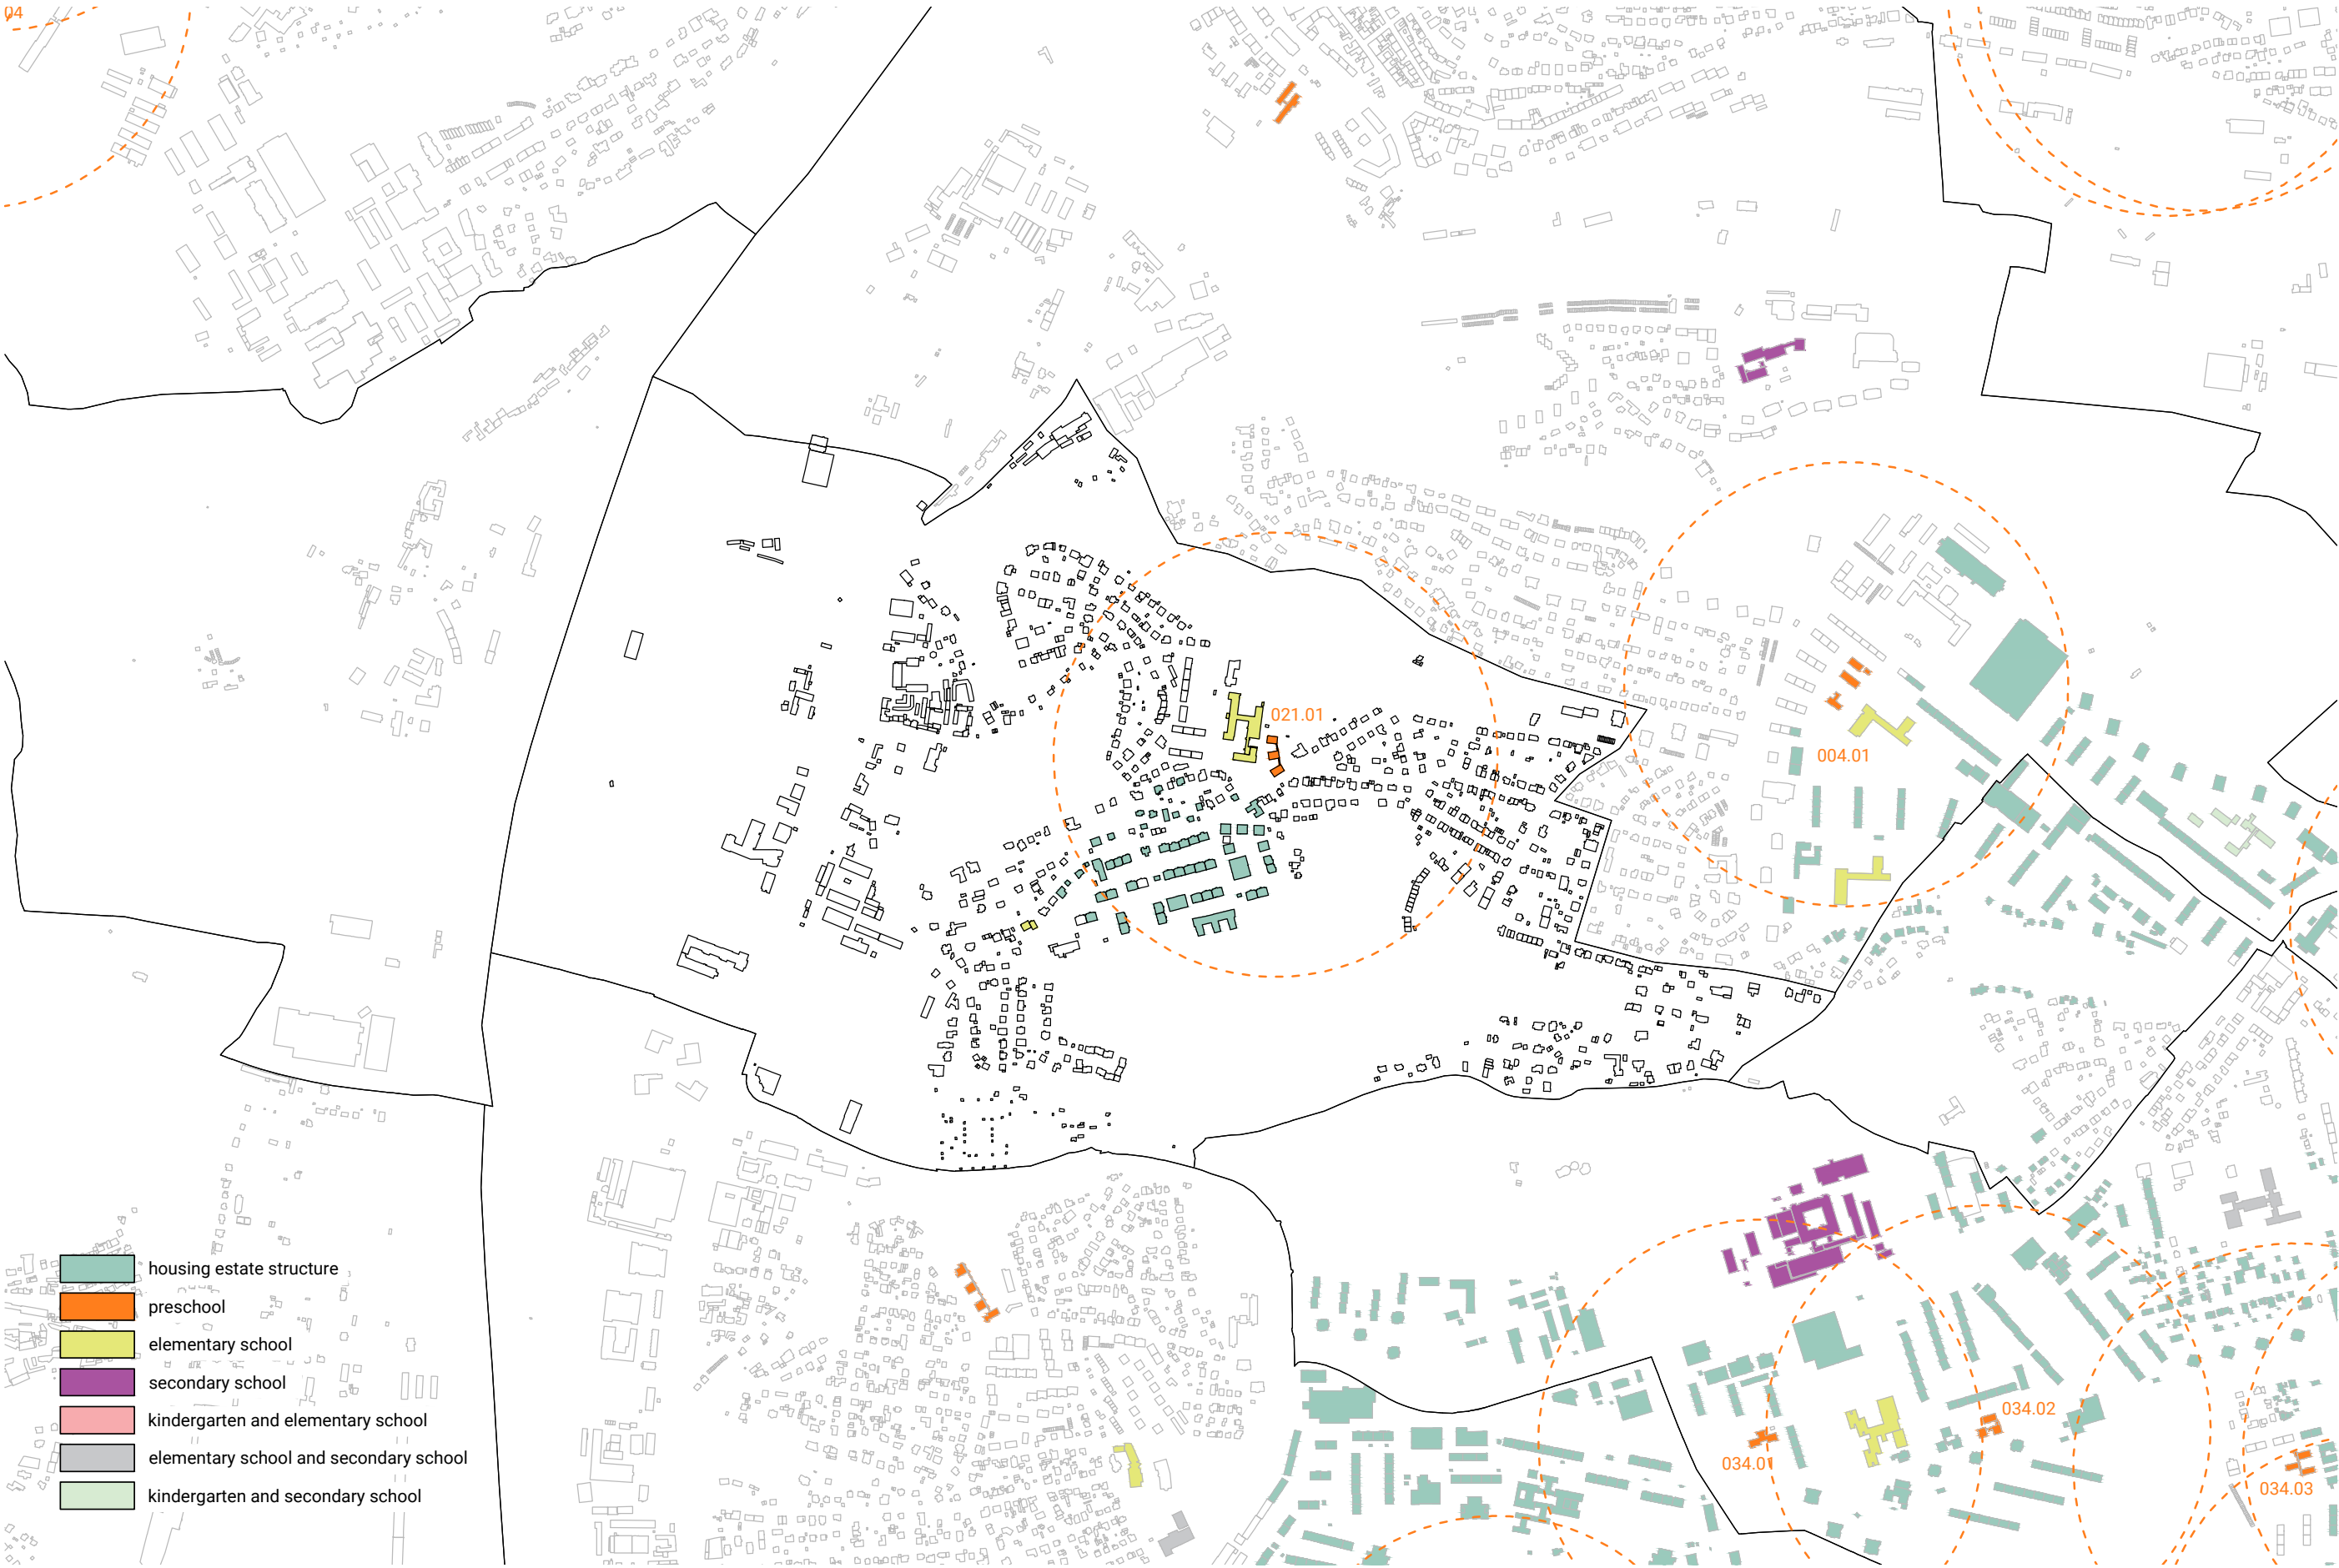 04
021.01
004.01
housing estate structure
preschool
elementary school
secondary school
kindergarten and elementary school
elementary school and secondary school
kindergarten and secondary school
034.02
034.01
034.03